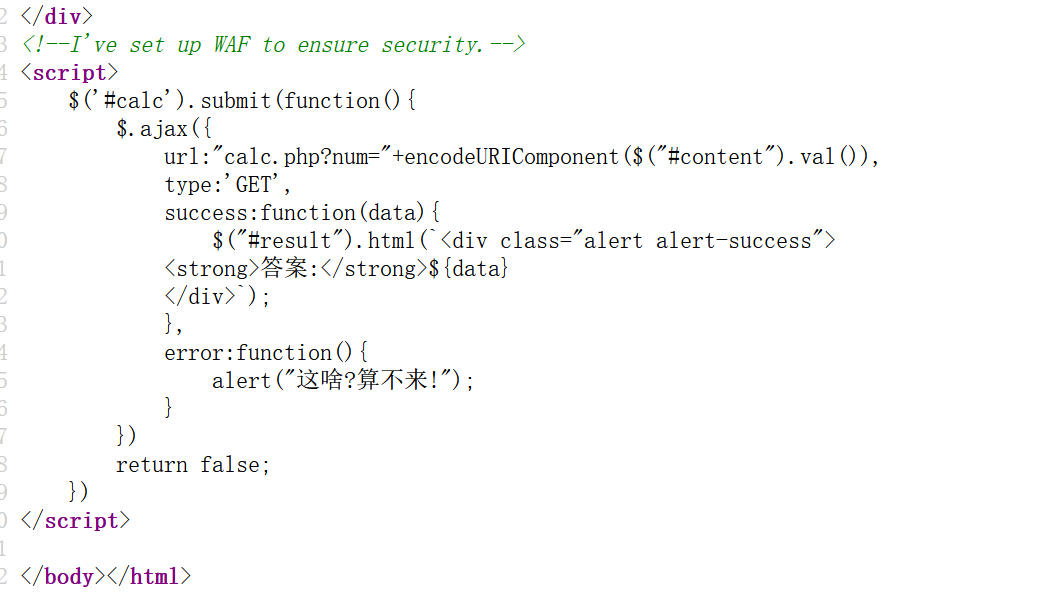 2 </div>
3 <!--I've set up WAF to ensure security.-->
4 <script>
5     $('#calc').submit(function(){
6         $.ajax({
7             url:"calc.php?num="+encodeURIComponent($("#content").val()),
8             type:'GET',
9             success:function(data){
0                 $("#result").html(`<div class="alert alert-success">
1             <strong>答案:</strong>${data}
2             </div>`);
3             },
4             error:function(){
5                 alert("这啥?算不来!");
6             }
7         })
8         return false;
9     })
0 </script>
1
2 </body></html>